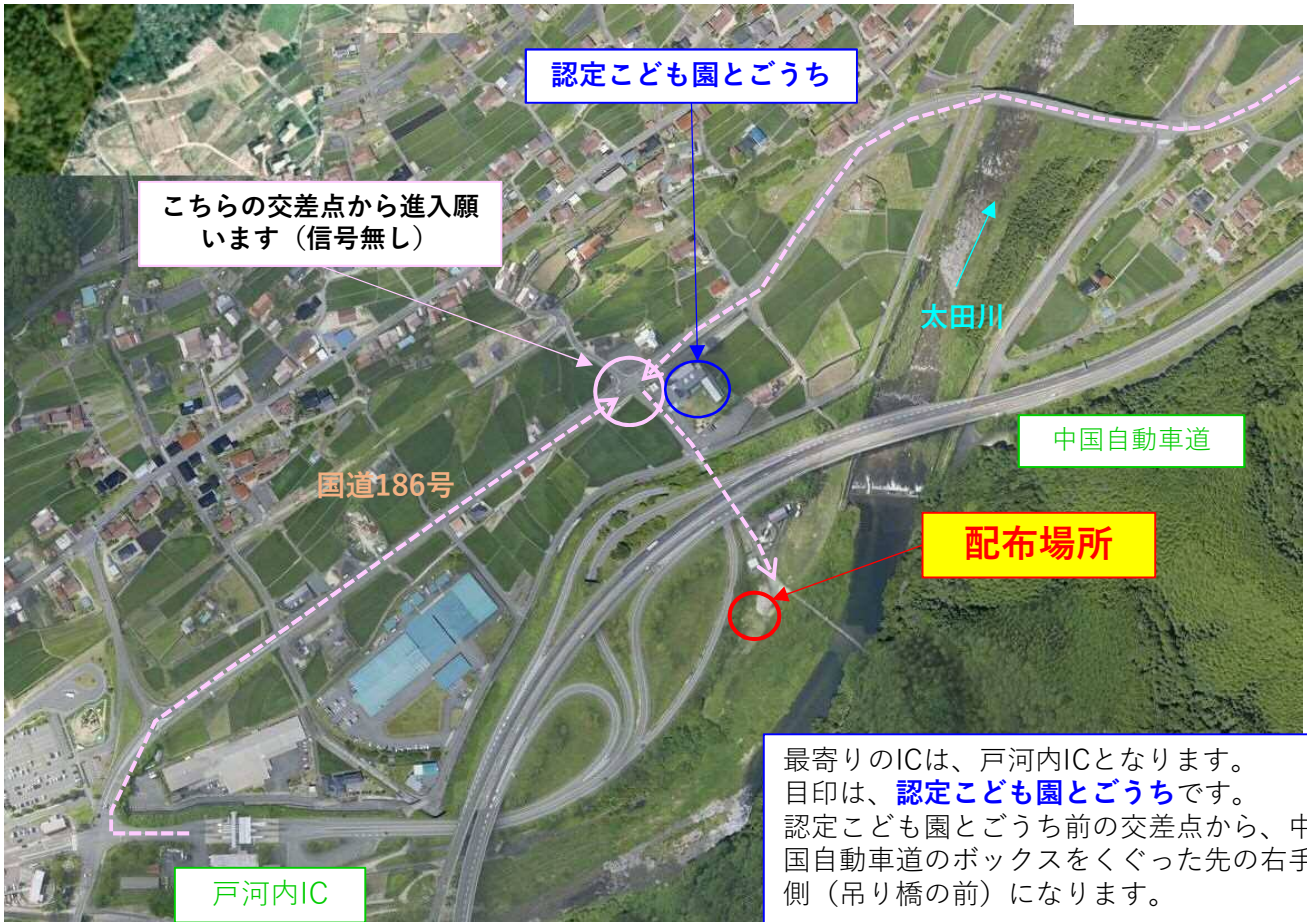 認定こども園とごうち
こちらの交差点から進入願
います（信号無し）
太田川
中国自動車道
国道186号
配布場所
最寄りのICは、戸河内ICとなります。
目印は、認定こども園とごうちです。
認定こども園とごうち前の交差点から、中
国自動車道のボックスをくぐった先の右手
側（吊り橋の前）になります。
戸河内IC